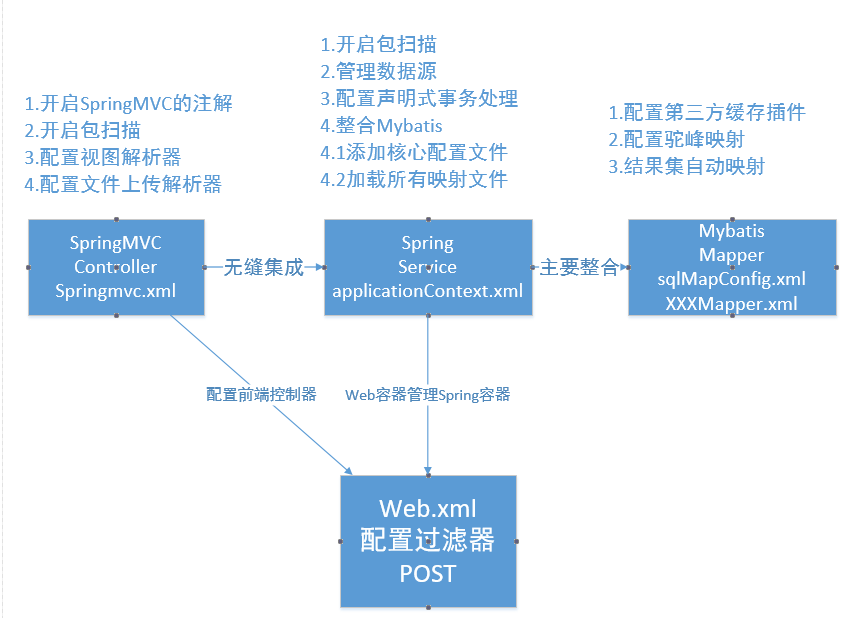 1.开启SpringMVC的注解
2.开启包扫描
3.配置视图解析器
4.配置文件上传解析器
1.开启包扫描
2.管理数据源
3.配置声明式事务处理
4.整合Mybatis
4.1添加核心配置文件
4.2加载所有映射文件
1.配置第三方缓存插件
2.配置驼峰映射
3.结果集自动映射
SpringMVC
Controller
Springmvc.xml
无缝集成
Spring
Service
applicationContext.xml
主要整合
Mybatis
Mapper
sqlMapConfig.xml
XXXMapper.xml
配置前端控制器
Web容器管理Spring容器
Web.xml
配置过滤器
POST